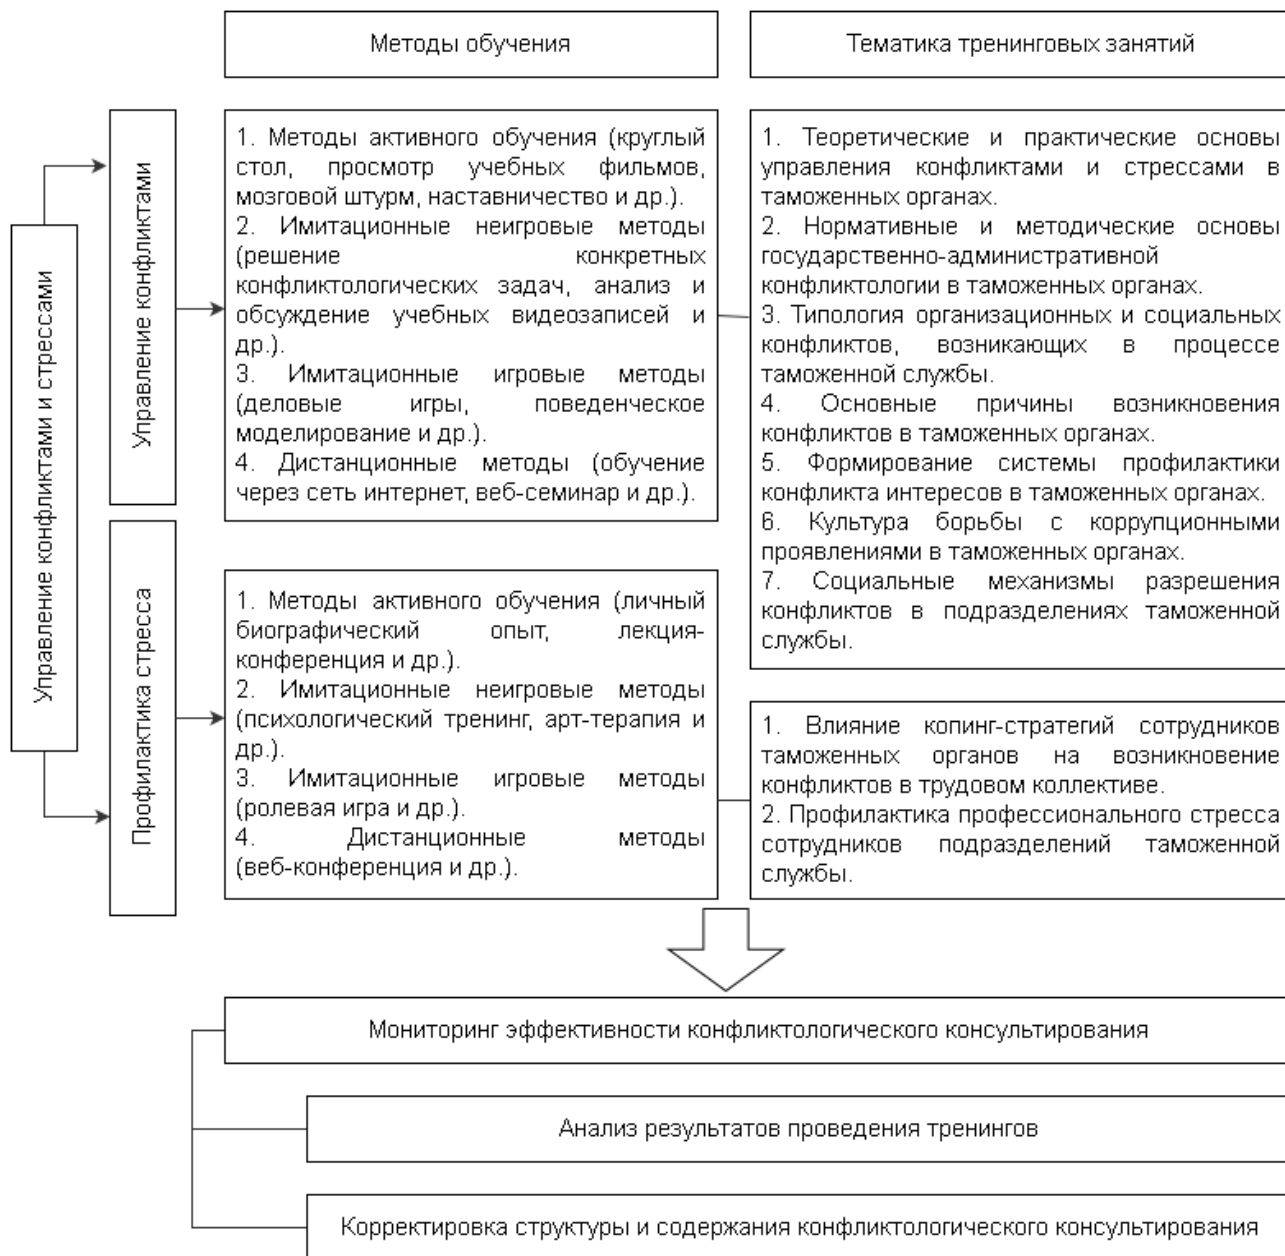 Методы обучения
Тематика тренинговых занятий
Управление конфликтами и стрессами
Управление конфликтами
1. Методы активного обучения (круглый
стол, просмотр учебных фильмов,
мозговой штурм, наставничество и др.).
2. Имитационные неигровые методы
(решение конкретных
конфликтологических задач, анализ и
обсуждение учебных видеозаписей и
др.).
3. Имитационные игровые методы
(деловые игры, поведенческое
моделирование и др.).
4. Дистанционные методы (обучение
через сеть интернет, веб-семинар и др.).
1. Теоретические и практические основы
управления конфликтами и стрессами в
таможенных органах.
2. Нормативные и методические основы
государственно-административной
конфликтологии в таможенных органах.
3. Типология организационных и социальных
конфликтов, возникающих в процессе
таможенной службы.
4. Основные причины возникновения
конфликтов в таможенных органах.
5. Формирование системы профилактики
конфликта интересов в таможенных органах.
6. Культура борьбы с коррупционными
проявлениями в таможенных органах.
7. Социальные механизмы разрешения
конфликтов в подразделениях таможенной
службы.
Профилактика стресса
1. Методы активного обучения (личный
биографический опыт, лекция-
конференция и др.).
2. Имитационные неигровые методы
(психологический тренинг, арт-терапия и
др.).
3. Имитационные игровые методы
(ролевая игра и др.).
4. Дистанционные методы
(веб-конференция и др.).
1. Влияние копинг-стратегий сотрудников
таможенных органов на возникновение
конфликтов в трудовом коллективе.
2. Профилактика профессионального стресса
сотрудников подразделений таможенной
службы.
Мониторинг эффективности конфликтологического консультирования
Анализ результатов проведения тренингов
Корректировка структуры и содержания конфликтологического консультирования